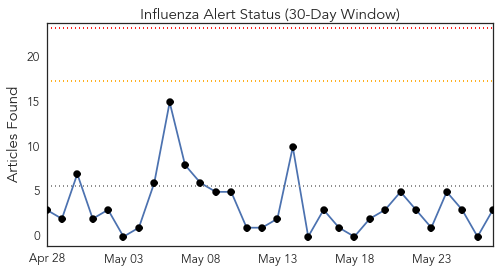 Influenza Alert Status (30-Day Window)
Articles Found
20
15
10
5
0
Apr 28
May 03
May 08
May 13
May 18
May 23